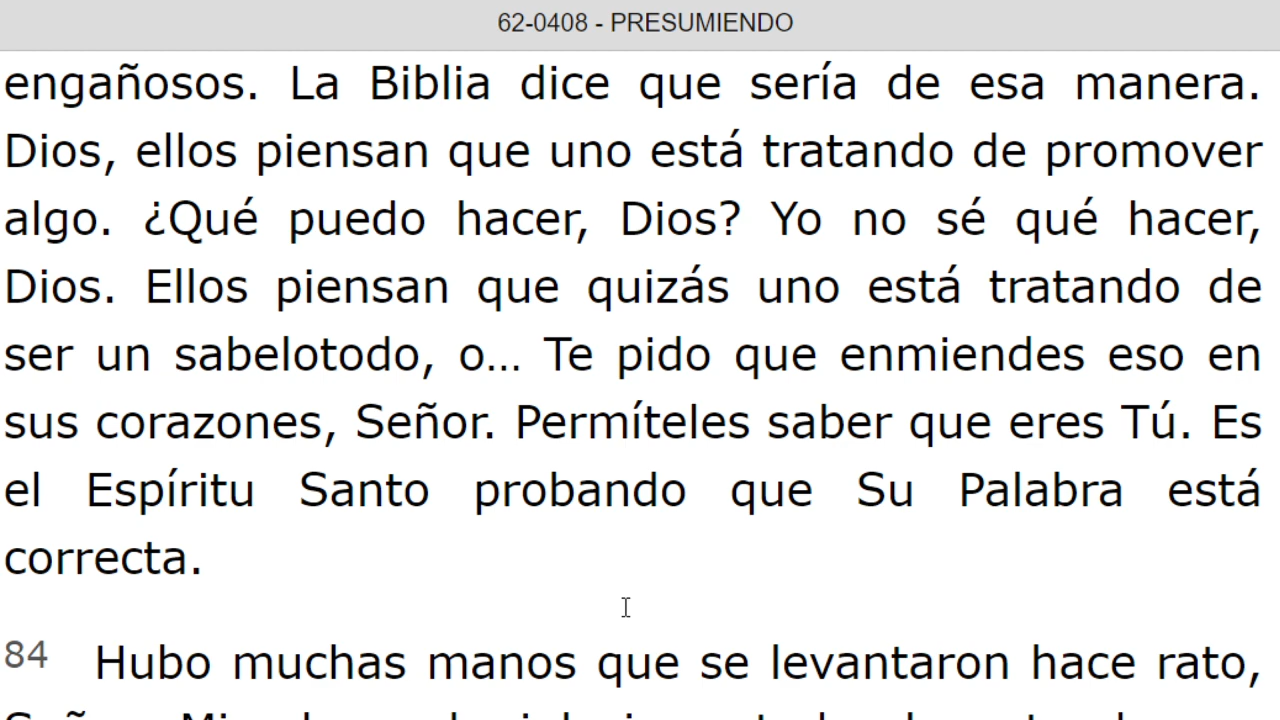 62-0408 - PRESUMIENDO
engañosos. La Biblia dice que sería de esa manera.
Dios, ellos piensan que uno está tratando de promover
algo. ¿Qué puedo hacer, Dios? Yo no sé qué hacer,
Dios. Ellos piensan que quizás uno está tratando de
ser un sabelotodo, o... Te pido que enmiendes eso en
sus corazones, Señor. Permíteles saber que eres Tú. Es
el Espíritu Santo probando que Su Palabra está
correcta.
84 Hubo muchas manos que se levantaron hace rato,